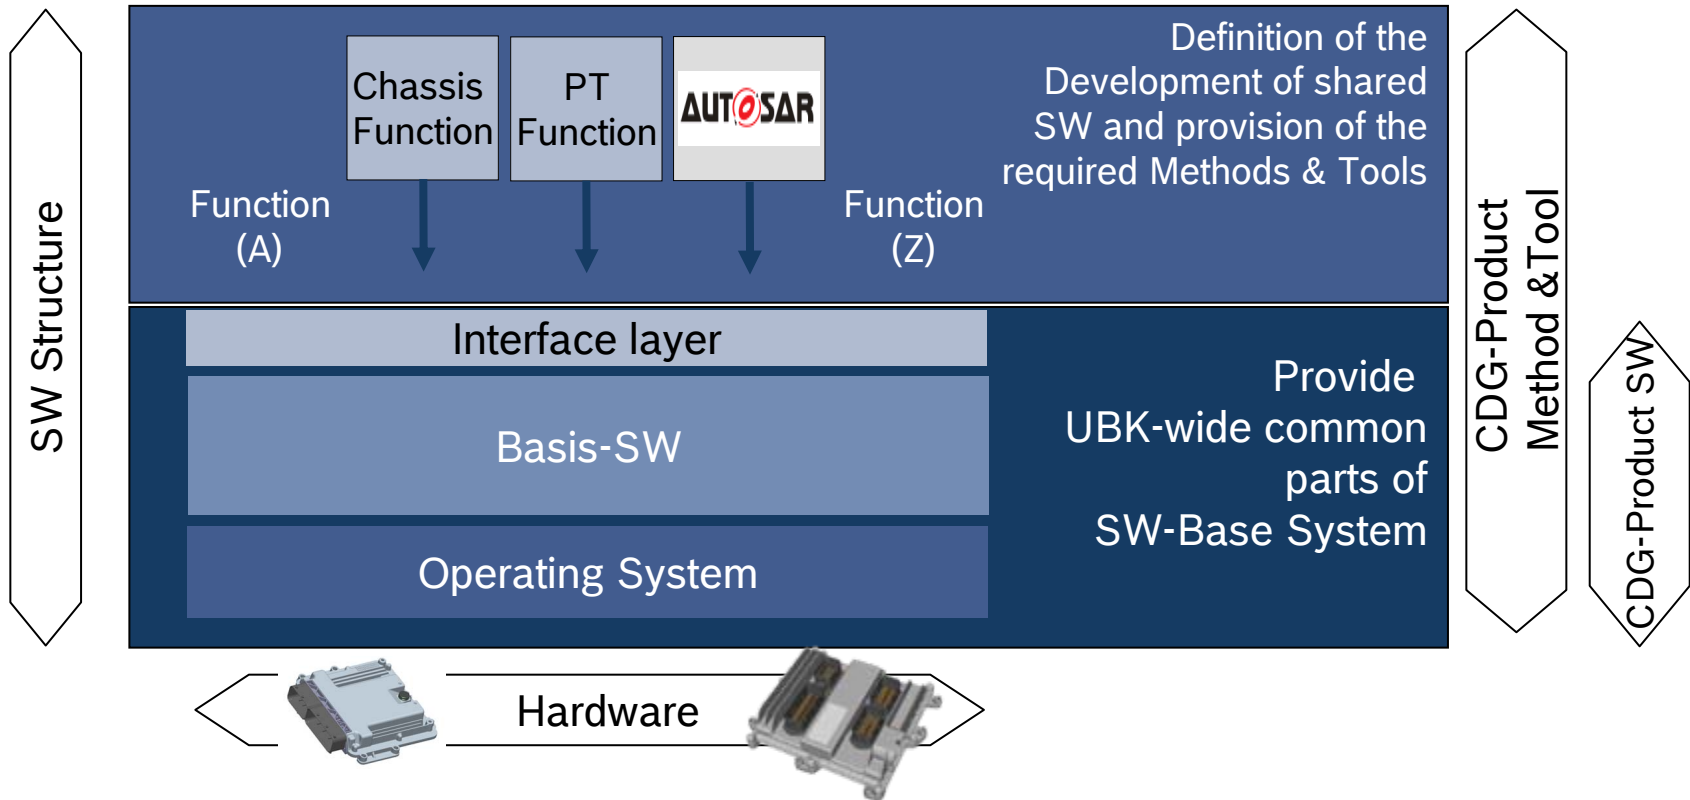 SW Structure
Chassis
Function
PT
Function
AUTOSAR
Function
(A)
Function
(Z)
Definition of the
Development of shared
SW and provision of the
required Methods & Tools
Interface layer
Basis-SW
Operating System
Provide
UBK-wide common
parts of
SW-Base System
CDG-Product
Method &Tool
CDG-Product SW
Hardware